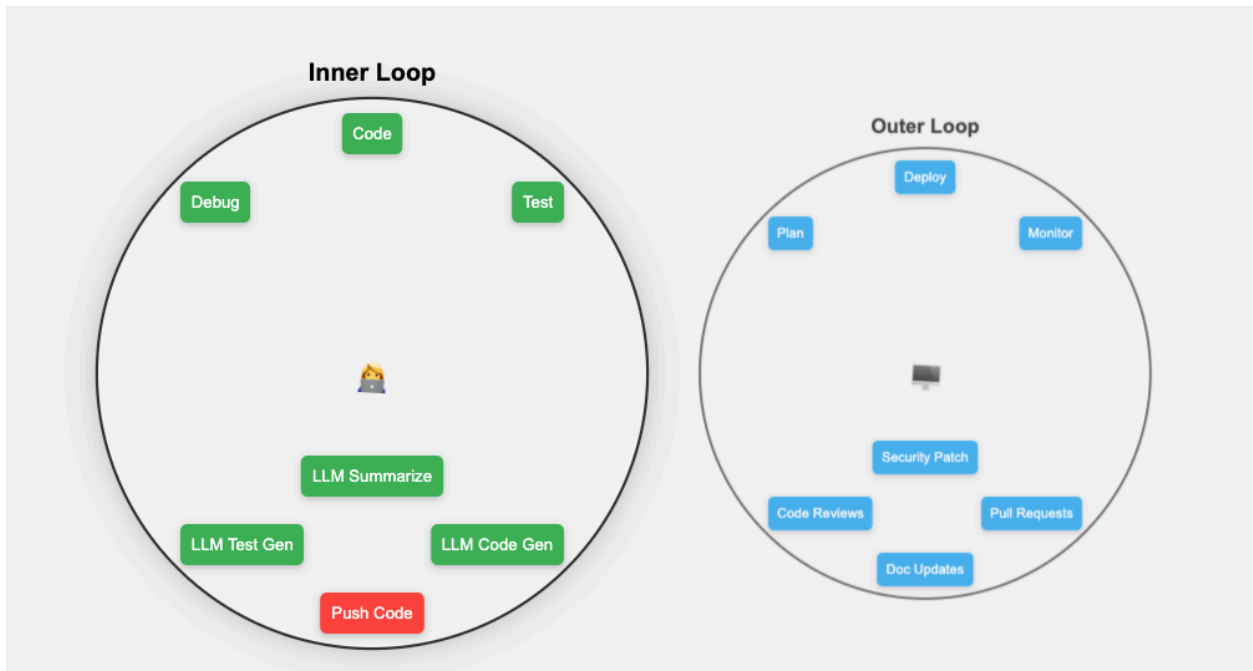 Inner Loop
Code
Debug
Test
LLM Summarize
LLM Test Gen
LLM Code Gen
Push Code
Outer Loop
Deploy
Plan
Monitor
Security Patch
Code Reviews
Pull Requests
Doc Updates